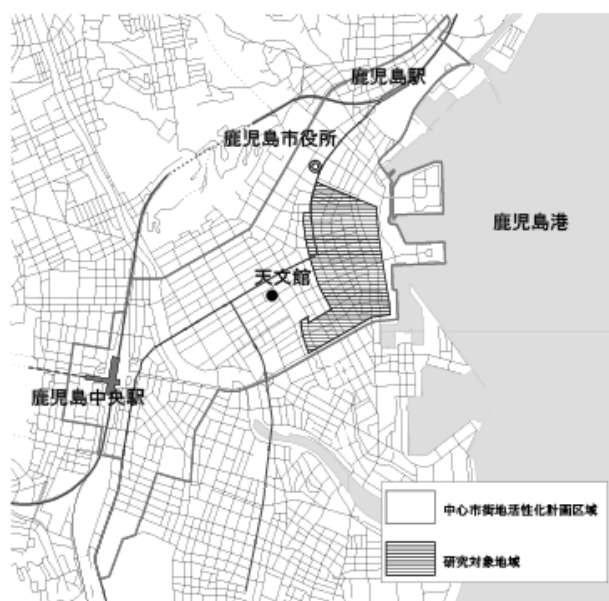 鹿児島駅
鹿児島市役所
鹿児島港
天文館
鹿児島中央駅
中心市街地活性化計画区域
研究対象地域